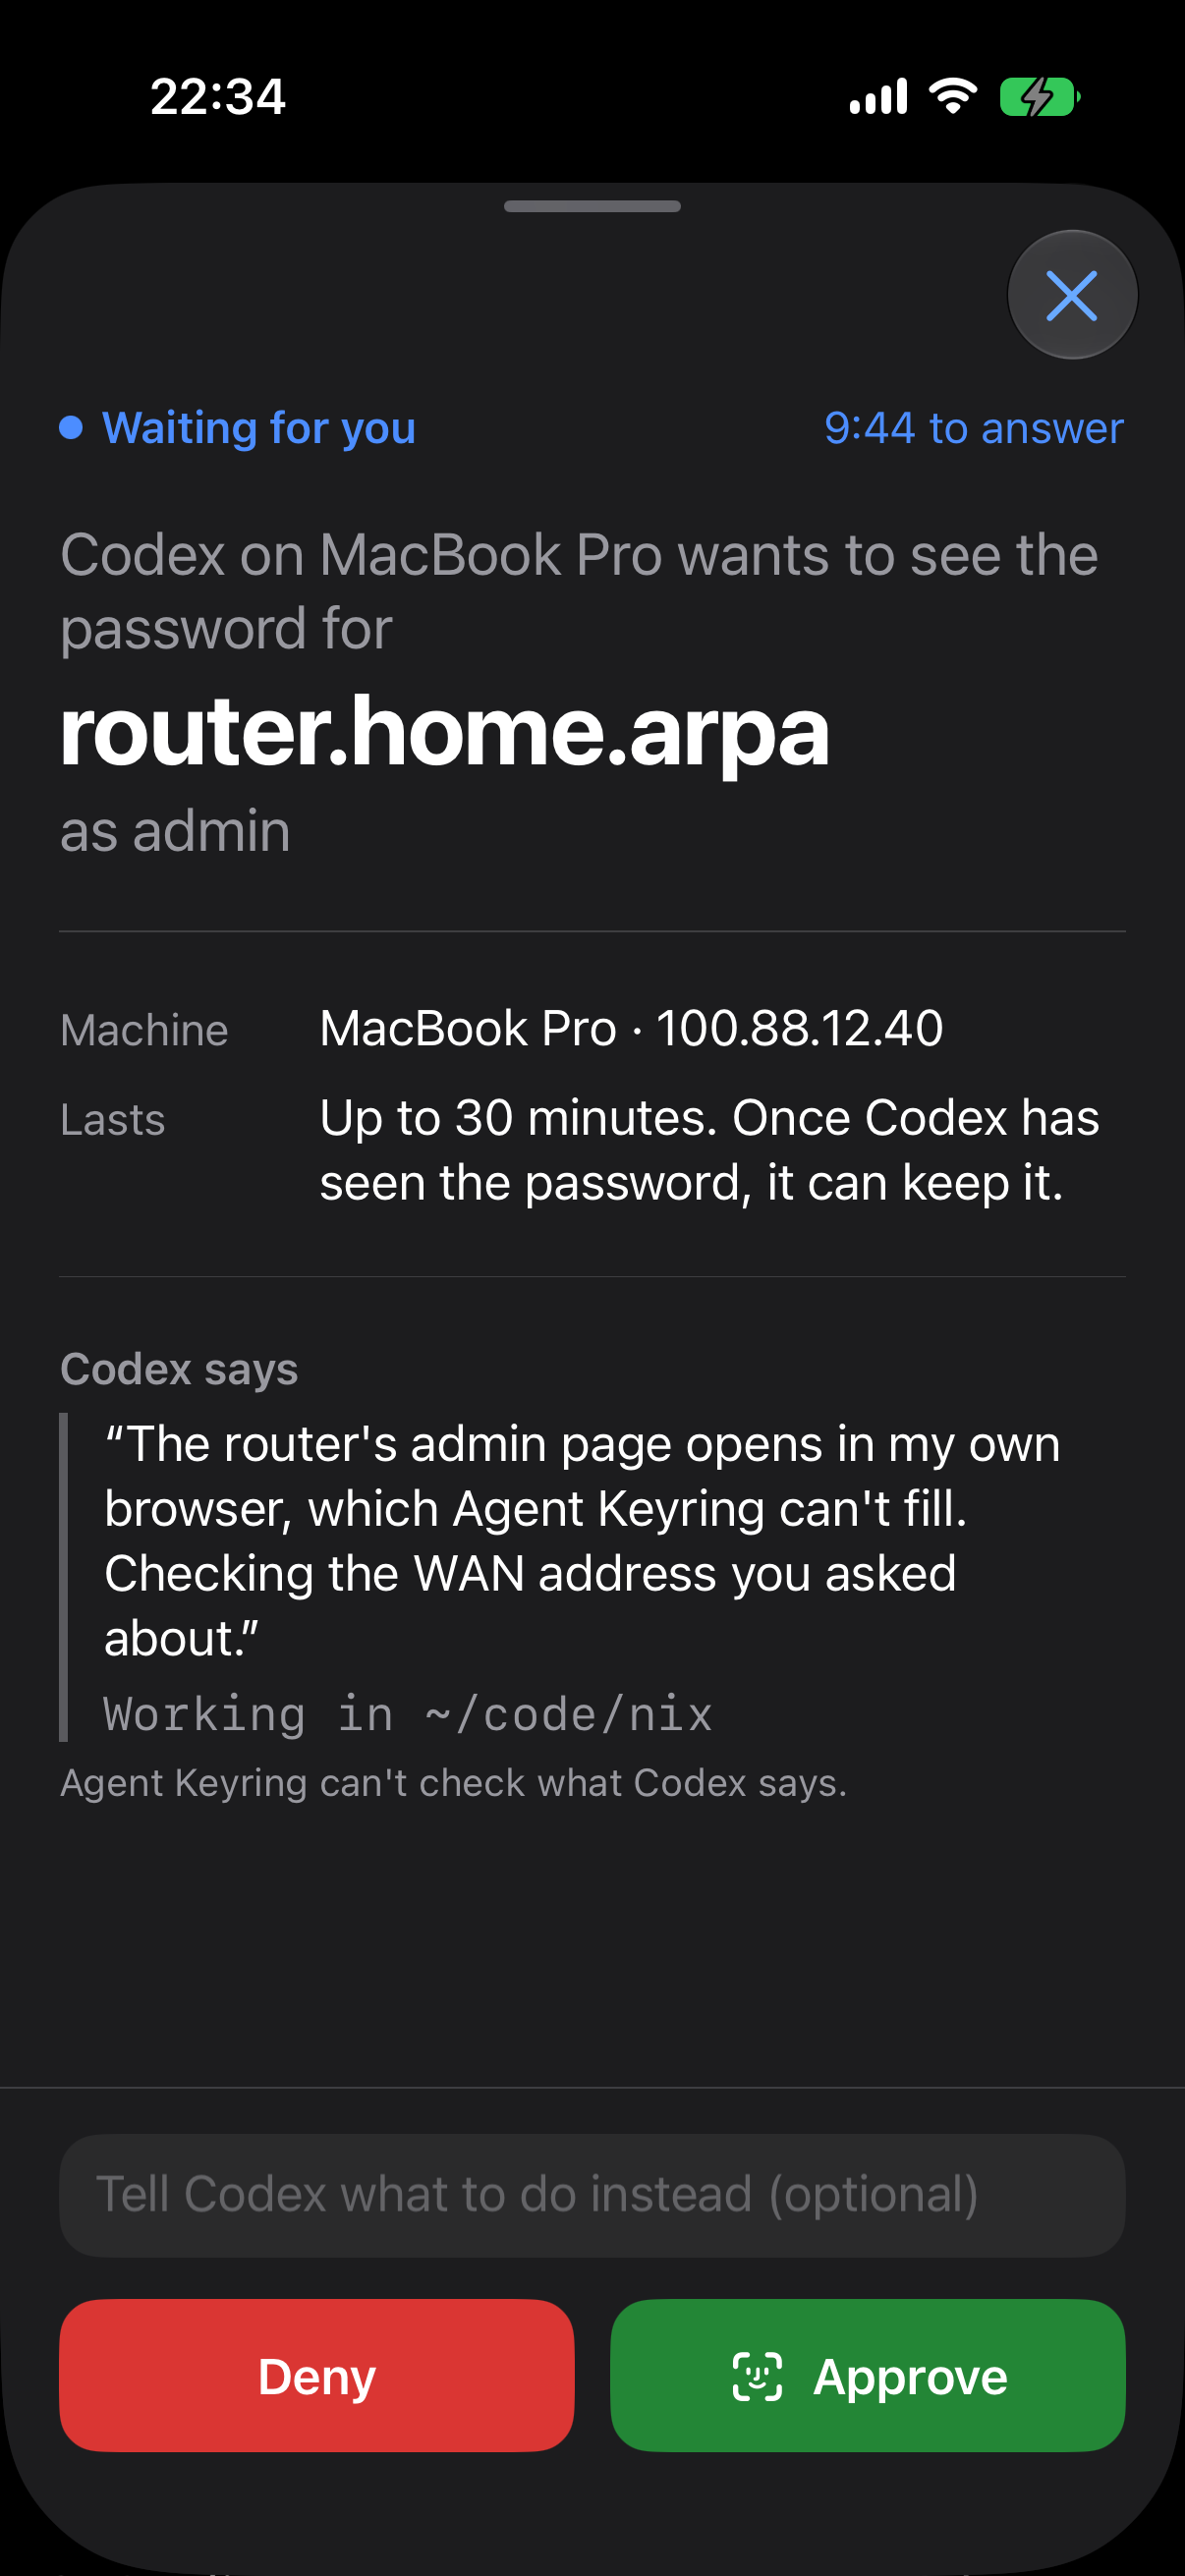 22:34
Waiting for you
9:44 to answer
Codex on MacBook Pro wants to see the
password for
router.home.arpa
as admin
Machine
MacBook Pro · 100.88.12.40
Lasts
Up to 30 minutes. Once Codex has
seen the password, it can keep it.
Codex says
“The router's admin page opens in my own
browser, which Agent Keyring can't fill.
Checking the WAN address you asked
about.”
Working in ~/code/nix
Agent Keyring can't check what Codex says.
Tell Codex what to do instead (optional)
Deny
Approve